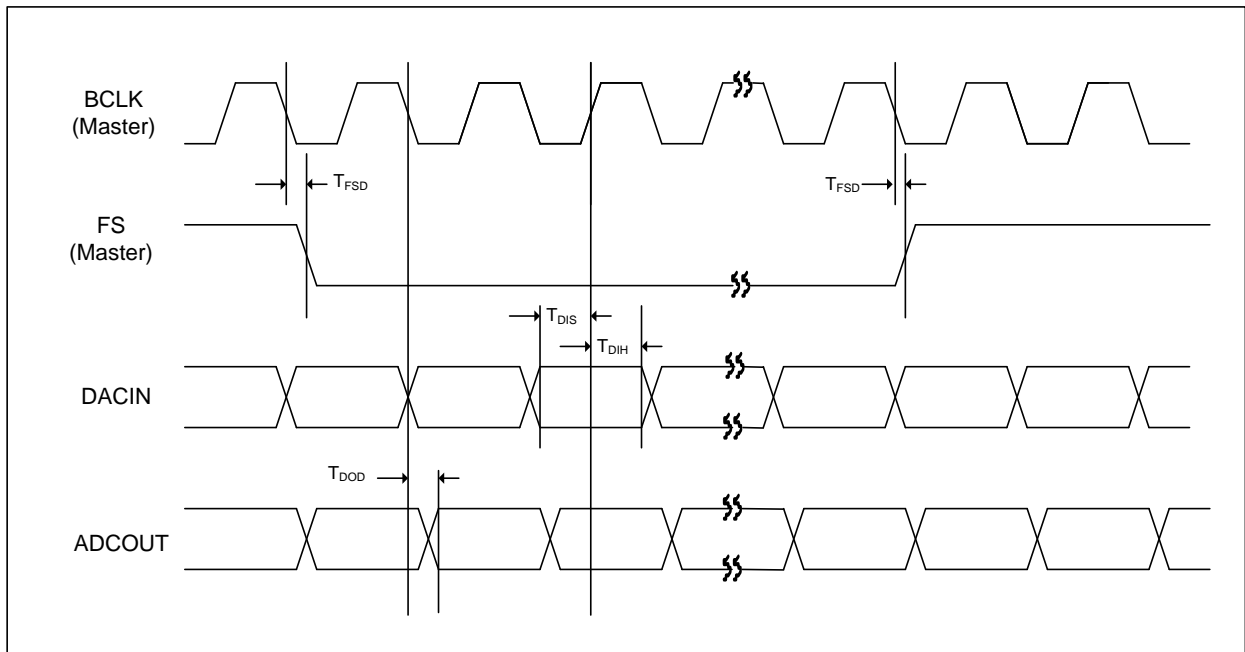 BCLK
(Master)
TFSD
TFSD
FS
(Master)
TDIS
TDIH
DACIN
TDOD
ADCOUT